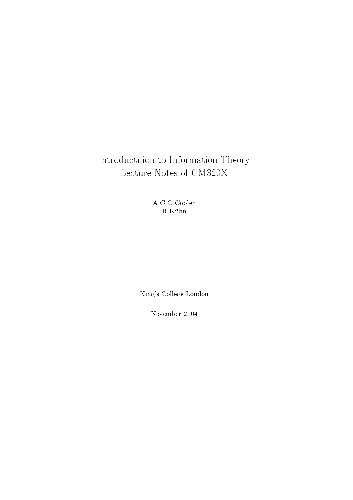 Introduction to Information Theory
Lecture Notes of CM320X
A C C Coolen
R Kühn
King's College London
November 2004